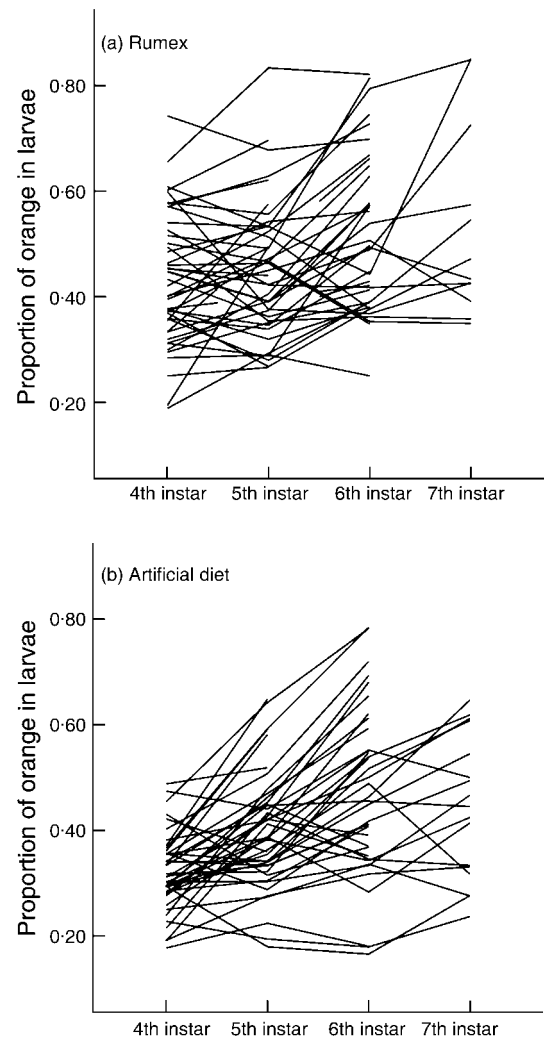 (a) Rumex
Proportion of orange in larvae
0·80
0·60
0·40
0·20
4th instar 5th instar 6th instar 7th instar
(b) Artificial diet
Proportion of orange in larvae
0·80
0·60
0·40
0·20
4th instar 5th instar 6th instar 7th instar